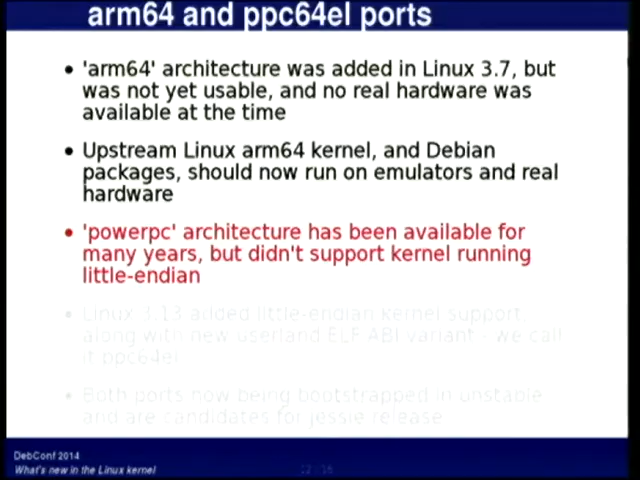 arm64 and ppc64el ports
• 'arm64' architecture was added in Linux 3.7, but
was not yet usable, and no real hardware was
available at the time
• Upstream Linux arm64 kernel, and Debian
packages, should now run on emulators and real
hardware
• 'powerpc' architecture has been available for
many years, but didn't support kernel running
little-endian
• Linux 3.13 added little-endian kernel support,
along with new userland ELF ABI variant - we call
it ppc64el
• Both ports now being bootstrapped in unstable
and are candidates for jessie release
DebConf 2014
What's new in the Linux kernel